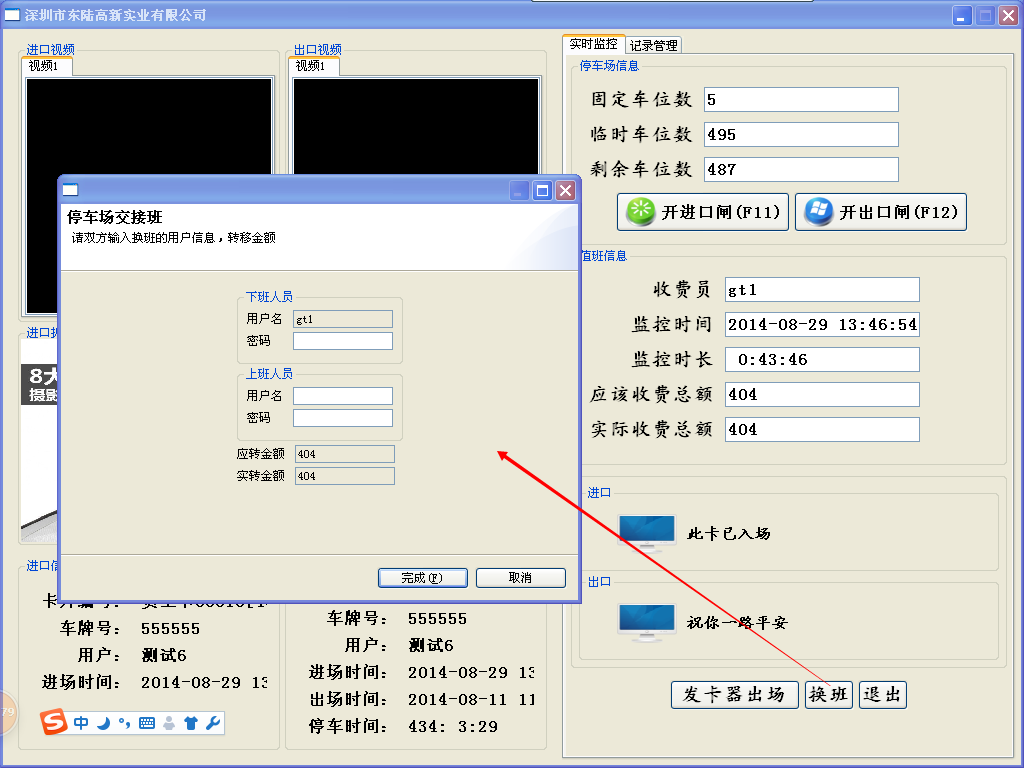 深圳市东陆高新实业有限公司
进口视频
视频1
出口视频
视频1
实时监控
记录管理
停车场信息
固定车位数 5
临时车位数 495
剩余车位数 487
开进口闸(F11)
开出口闸(F12)
值班信息
收费员 gt1
监控时间 2014-08-29 13:46:54
监控时长 0:43:46
应该收费总额 404
实际收费总额 404
进口
此卡已入场
出口
祝你一路平安
发卡器出场
换班
退出
停车场交接班
请双方输入换班的用户信息，转移金额
下班人员
用户名 gt1
密码
上班人员
用户名
密码
应转金额 404
实转金额 404
完成(F)
取消
进口
8大
摄影
进口信
车牌号： 555555
用户： 测试6
进场时间： 2014-08-29 13
车牌号： 555555
用户： 测试6
进场时间： 2014-08-29 13
出场时间： 2014-08-11 11
停车时间： 434: 3:29
79
S 中